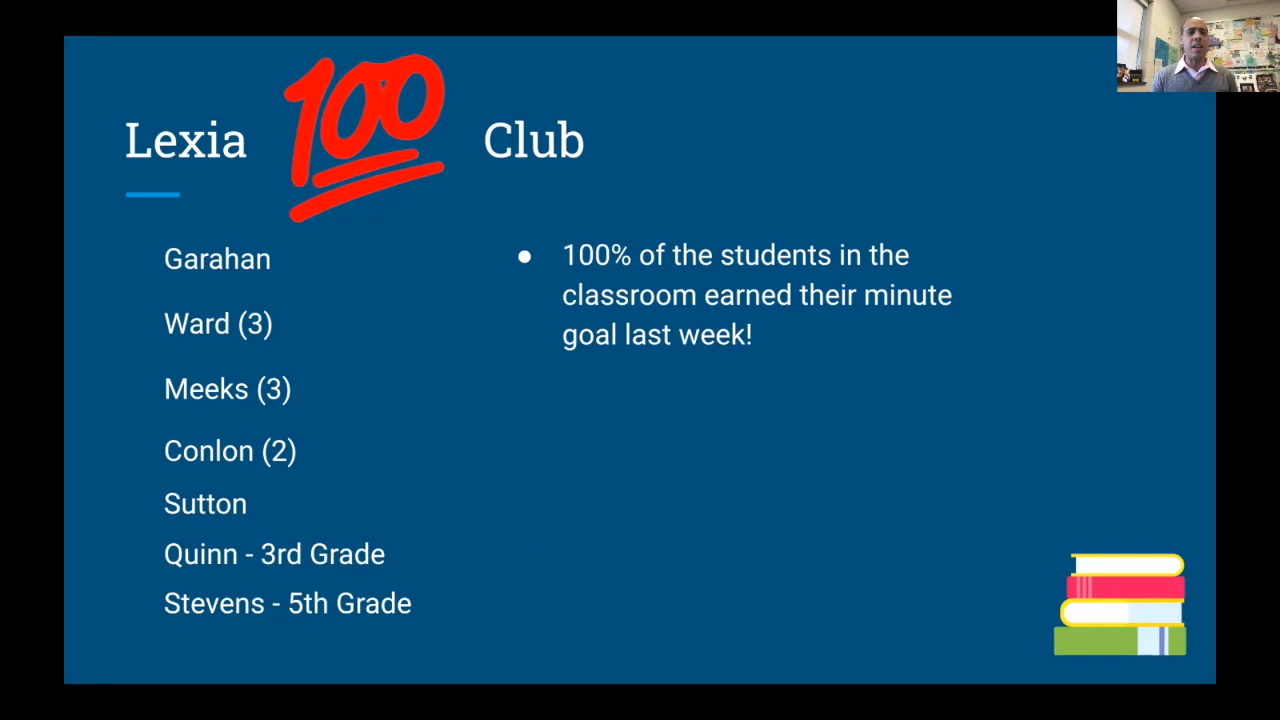 Lexia 100 Club
Garahan
Ward (3)
Meeks (3)
Conlon (2)
Sutton
Quinn - 3rd Grade
Stevens - 5th Grade
● 100% of the students in the
classroom earned their minute
goal last week!